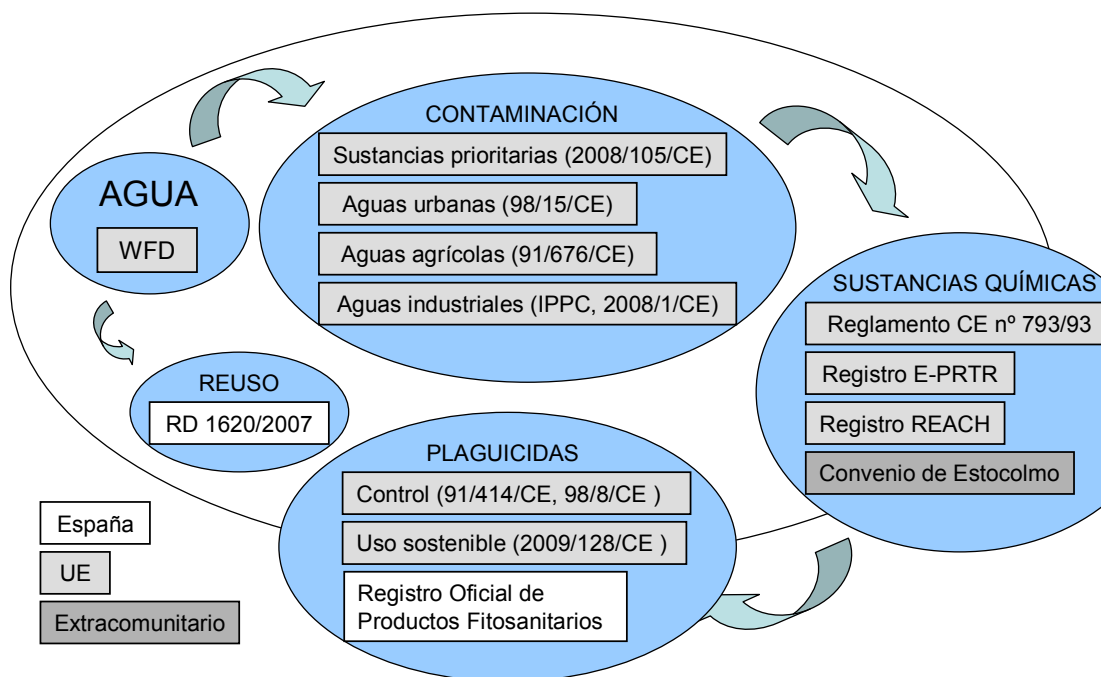 CONTAMINACIÓN
Sustancias prioritarias (2008/105/CE)
Aguas urbanas (98/15/CE)
Aguas agrícolas (91/676/CE)
Aguas industriales (IPPC, 2008/1/CE)
AGUA
WFD
SUSTANCIAS QUÍMICAS
Reglamento CE nº 793/93
Registro E-PRTR
Registro REACH
Convenio de Estocolmo
REUSO
RD 1620/2007
PLAGUICIDAS
Control (91/414/CE, 98/8/CE )
Uso sostenible (2009/128/CE )
Registro Oficial de
Productos Fitosanitarios
España
UE
Extracomunitario